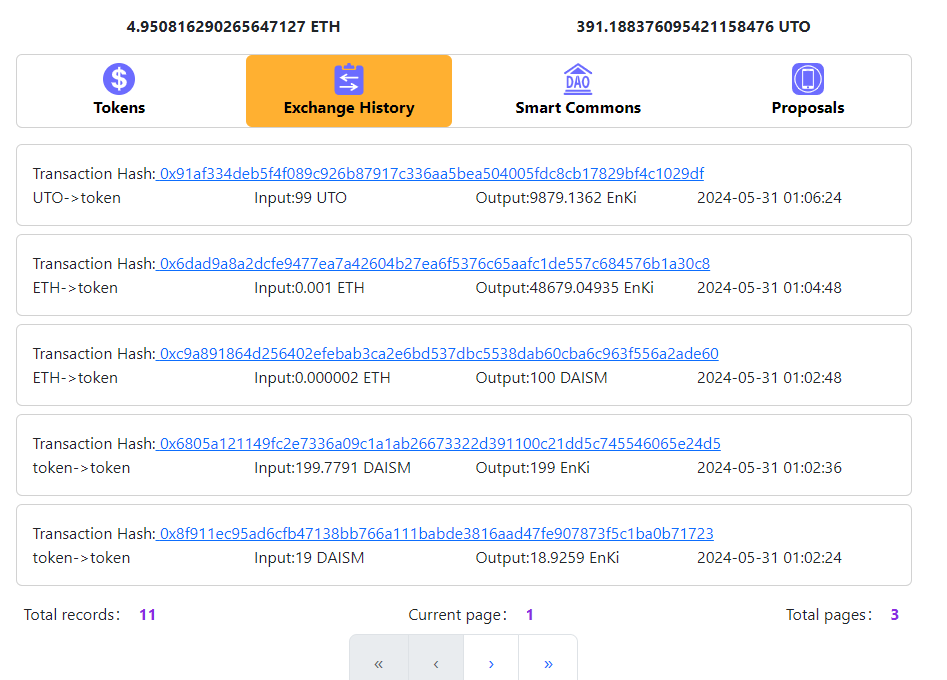 4.950816290265647127 ETH 391.188376095421158476 UTO
Tokens Exchange History Smart Commons Proposals
Transaction Hash: 0x91af334deb5f4f089c926b87917c336aa5bea504005fdc8cb17829bf4c1029df
UTO->token Input:99 UTO Output:9879.1362 EnKi 2024-05-31 01:06:24
Transaction Hash: 0x6dad9a8a2dcfe9477ea7a42604b27ea6f5376c65aafc1de557c684576b1a30c8
ETH->token Input:0.001 ETH Output:48679.04935 EnKi 2024-05-31 01:04:48
Transaction Hash: 0xc9a891864d256402efebab3ca2e6bd537dbc5538dab60cba6c963f556a2ade60
ETH->token Input:0.000002 ETH Output:100 DAISM 2024-05-31 01:02:48
Transaction Hash: 0x6805a121149fc2e7336a09c1a1ab26673322d391100c21dd5c745546065e24d5
token->token Input:199.7791 DAISM Output:199 EnKi 2024-05-31 01:02:36
Transaction Hash: 0x8f911ec95ad6cfb47138bb766a111babde3816aad47fe907873f5c1ba0b71723
token->token Input:19 DAISM Output:18.9259 EnKi 2024-05-31 01:02:24
Total records: 11 Current page: 1 Total pages: 3
« ‹ › »